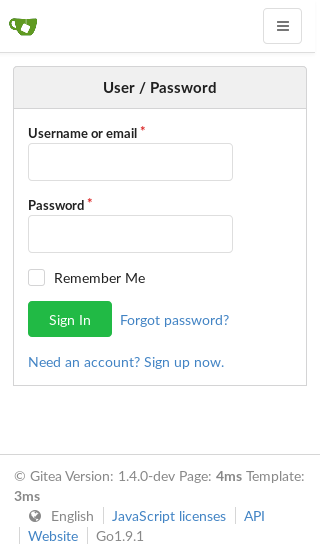 User / Password
Username or email *
Password *
Remember Me
Sign In Forgot password?
Need an account? Sign up now.
© Gitea Version: 1.4.0-dev Page: 4ms Template:
3ms
English JavaScript licenses API
Website Go1.9.1